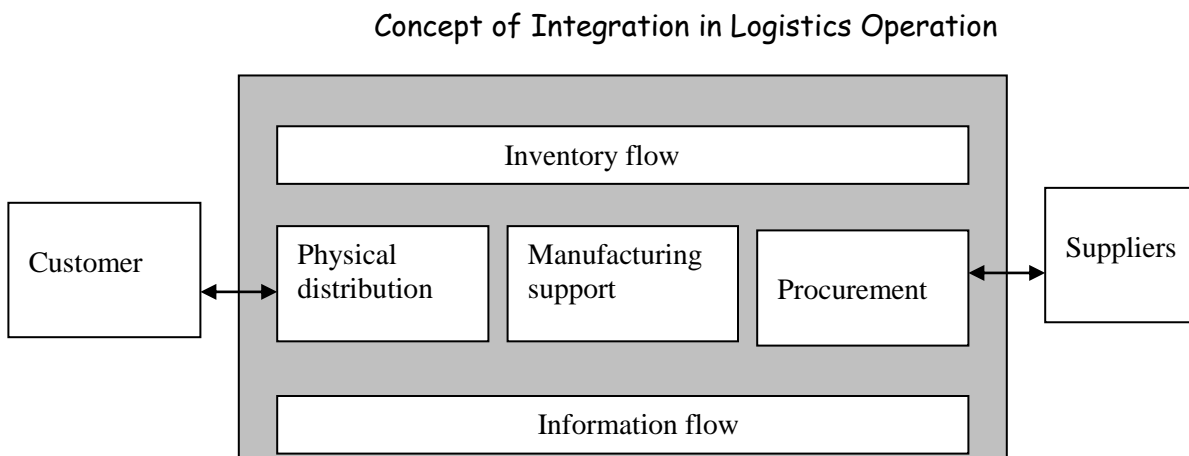 Concept of Integration in Logistics Operation
Inventory flow
Customer
Physical
distribution
Manufacturing
support
Procurement
Suppliers
Information flow